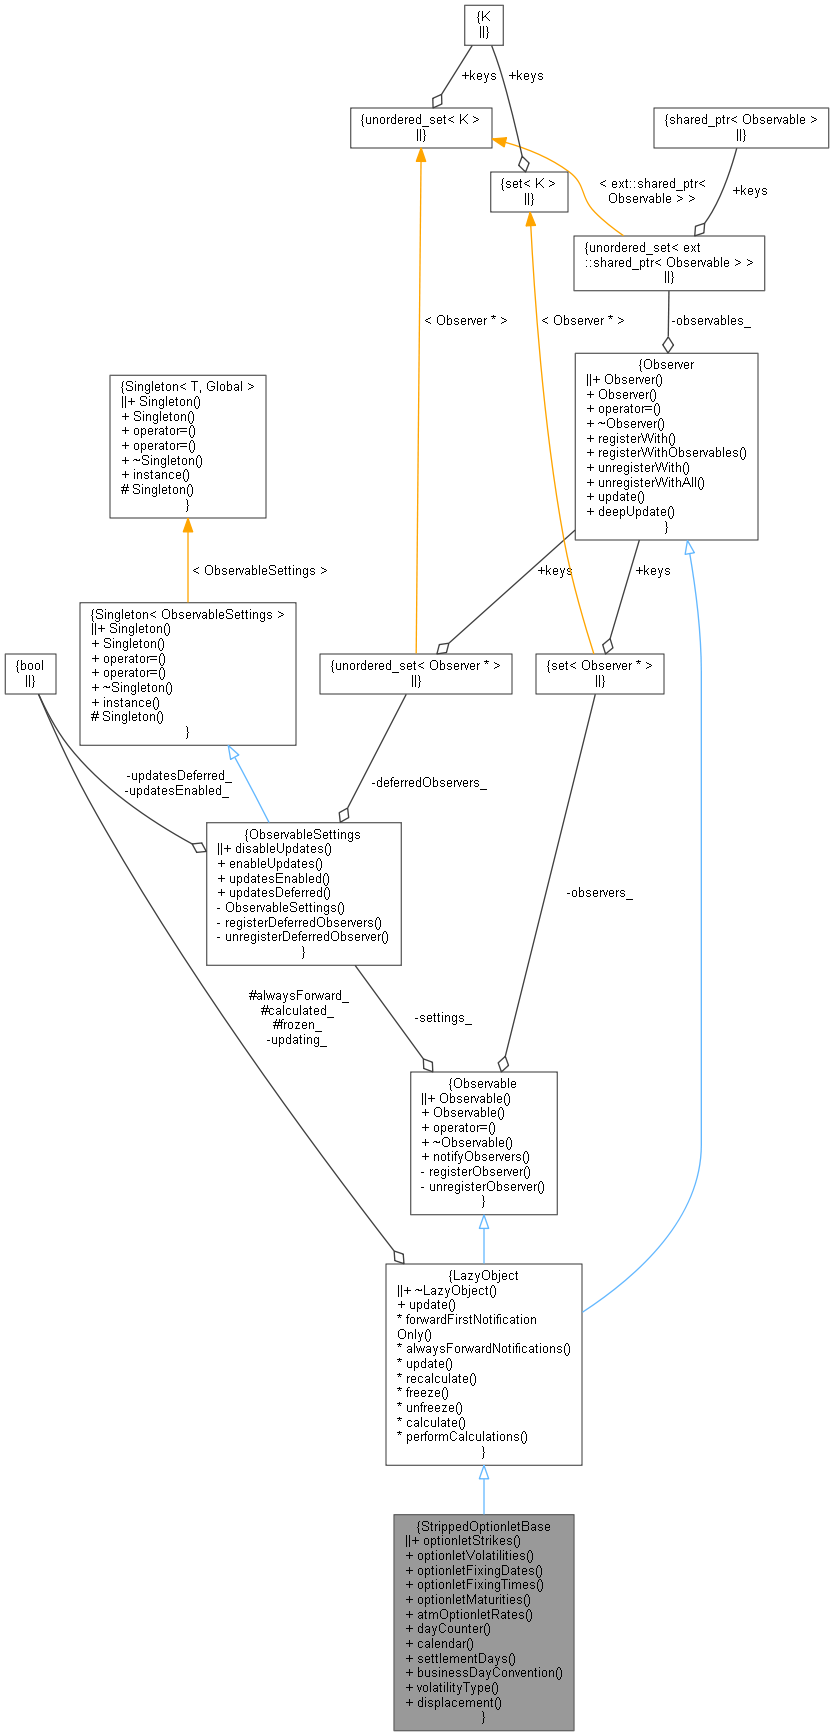 {K
||}
+keys
+keys
{unordered_set< K >
||}
{shared_ptr< Observable >
||}
{set< K >
||}
< ext::shared_ptr<
Observable > >
+keys
{unordered_set< ext
::shared_ptr< Observable > >
||}
< Observer * >
< Observer * >
-observables_
{Observer
||+ Observer()
+ Observer()
+ operator=()
+ ~Observer()
+ registerWith()
+ registerWithObservables()
+ unregisterWith()
+ unregisterWithAll()
+ update()
+ deepUpdate()
}
{Singleton< T, Global >
||+ Singleton()
+ Singleton()
+ operator=()
+ operator=()
+ ~Singleton()
+ instance()
# Singleton()
}
< ObservableSettings >
+keys
+keys
{Singleton< ObservableSettings >
||+ Singleton()
+ Singleton()
+ operator=()
+ operator=()
+ ~Singleton()
+ instance()
# Singleton()
}
{bool
||}
{unordered_set< Observer * >
||}
{set< Observer * >
||}
-updatesDeferred_
-updatesEnabled_
-deferredObservers_
{ObservableSettings
||+ disableUpdates()
+ enableUpdates()
+ updatesEnabled()
+ updatesDeferred()
- ObservableSettings()
- registerDeferredObservers()
- unregisterDeferredObserver()
}
-observers_
#alwaysForward_
#calculated_
#frozen_
-updating_
-settings_
{Observable
||+ Observable()
+ Observable()
+ operator=()
+ ~Observable()
+ notifyObservers()
- registerObserver()
- unregisterObserver()
}
{LazyObject
||+ ~LazyObject()
+ update()
* forwardFirstNotification
Only()
* alwaysForwardNotifications()
* update()
* recalculate()
* freeze()
* unfreeze()
* calculate()
* performCalculations()
}
{StrippedOptionletBase
||+ optionletStrikes()
+ optionletVolatilities()
+ optionletFixingDates()
+ optionletFixingTimes()
+ optionletMaturities()
+ atmOptionletRates()
+ dayCounter()
+ calendar()
+ settlementDays()
+ businessDayConvention()
+ volatilityType()
+ displacement()
}